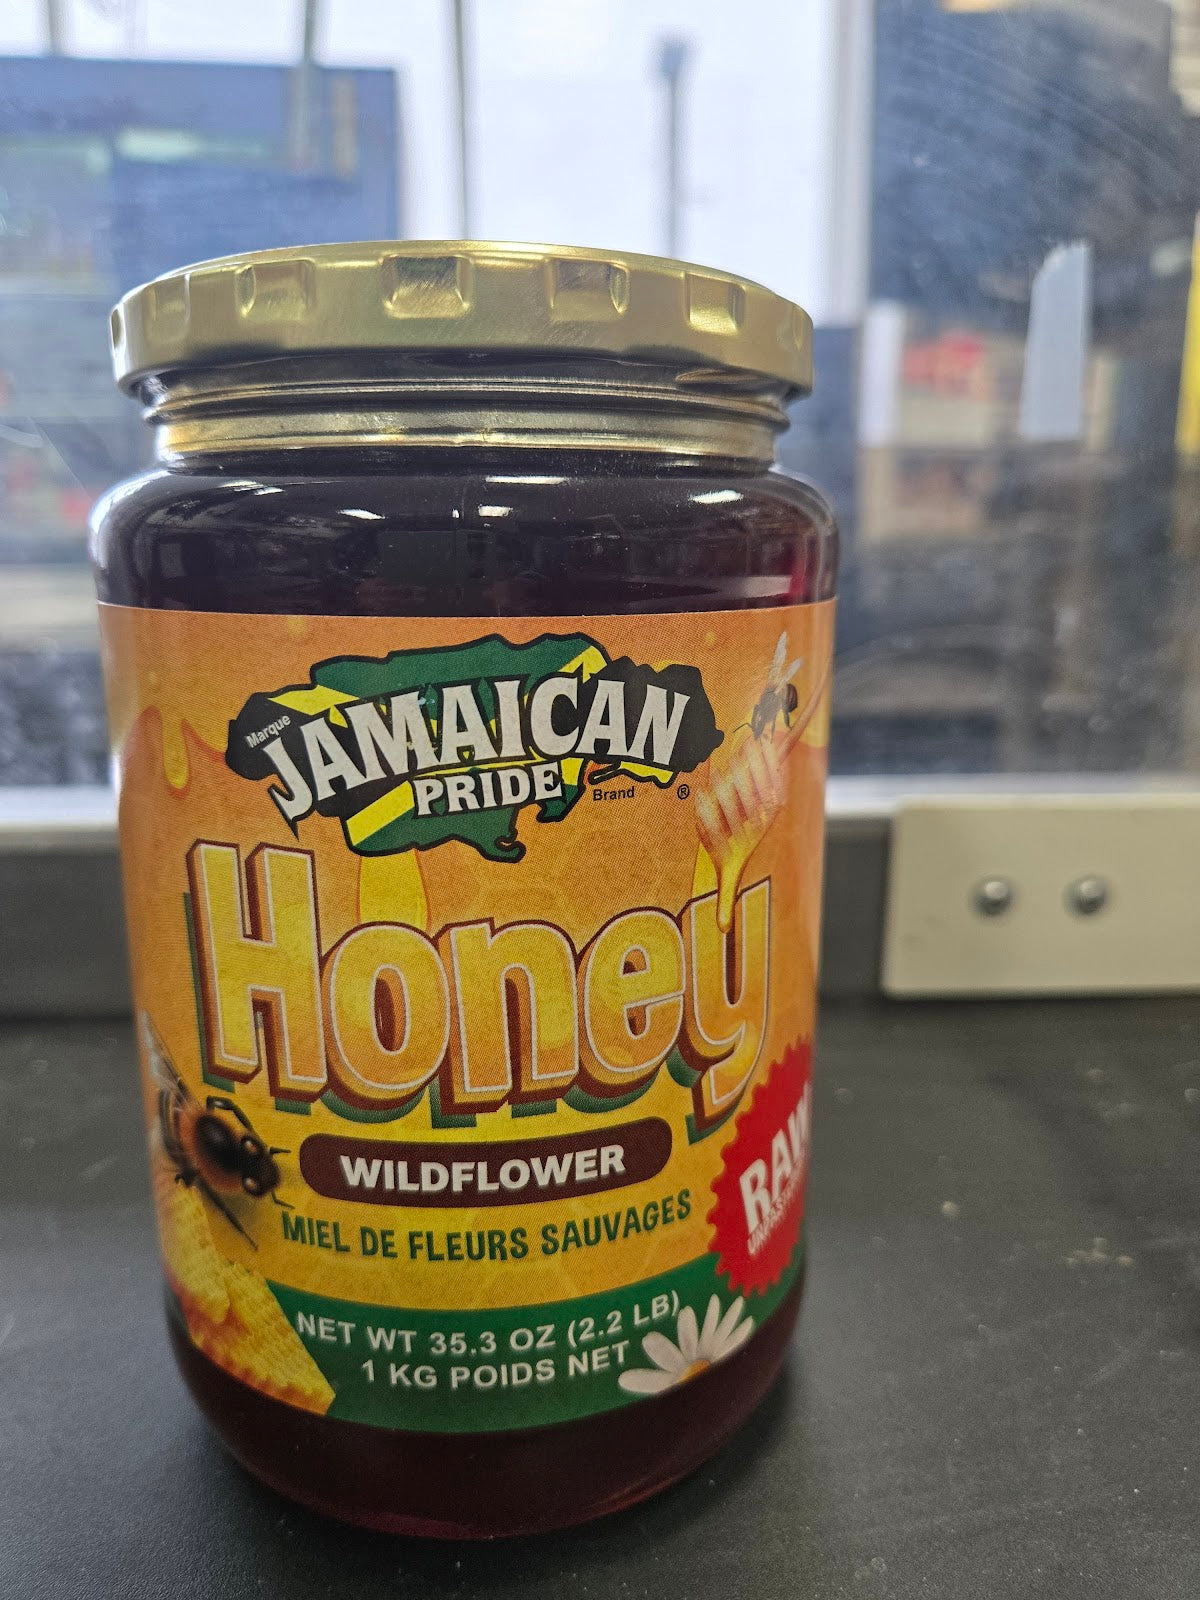 Marque
JAMAICAN
PRIDE
Brand ®
Honey
WILDFLOWER
MIEL DE FLEURS SAUVAGES
RAW
NET WT 35.3 OZ (2.2 LB)
1 KG POIDS NET